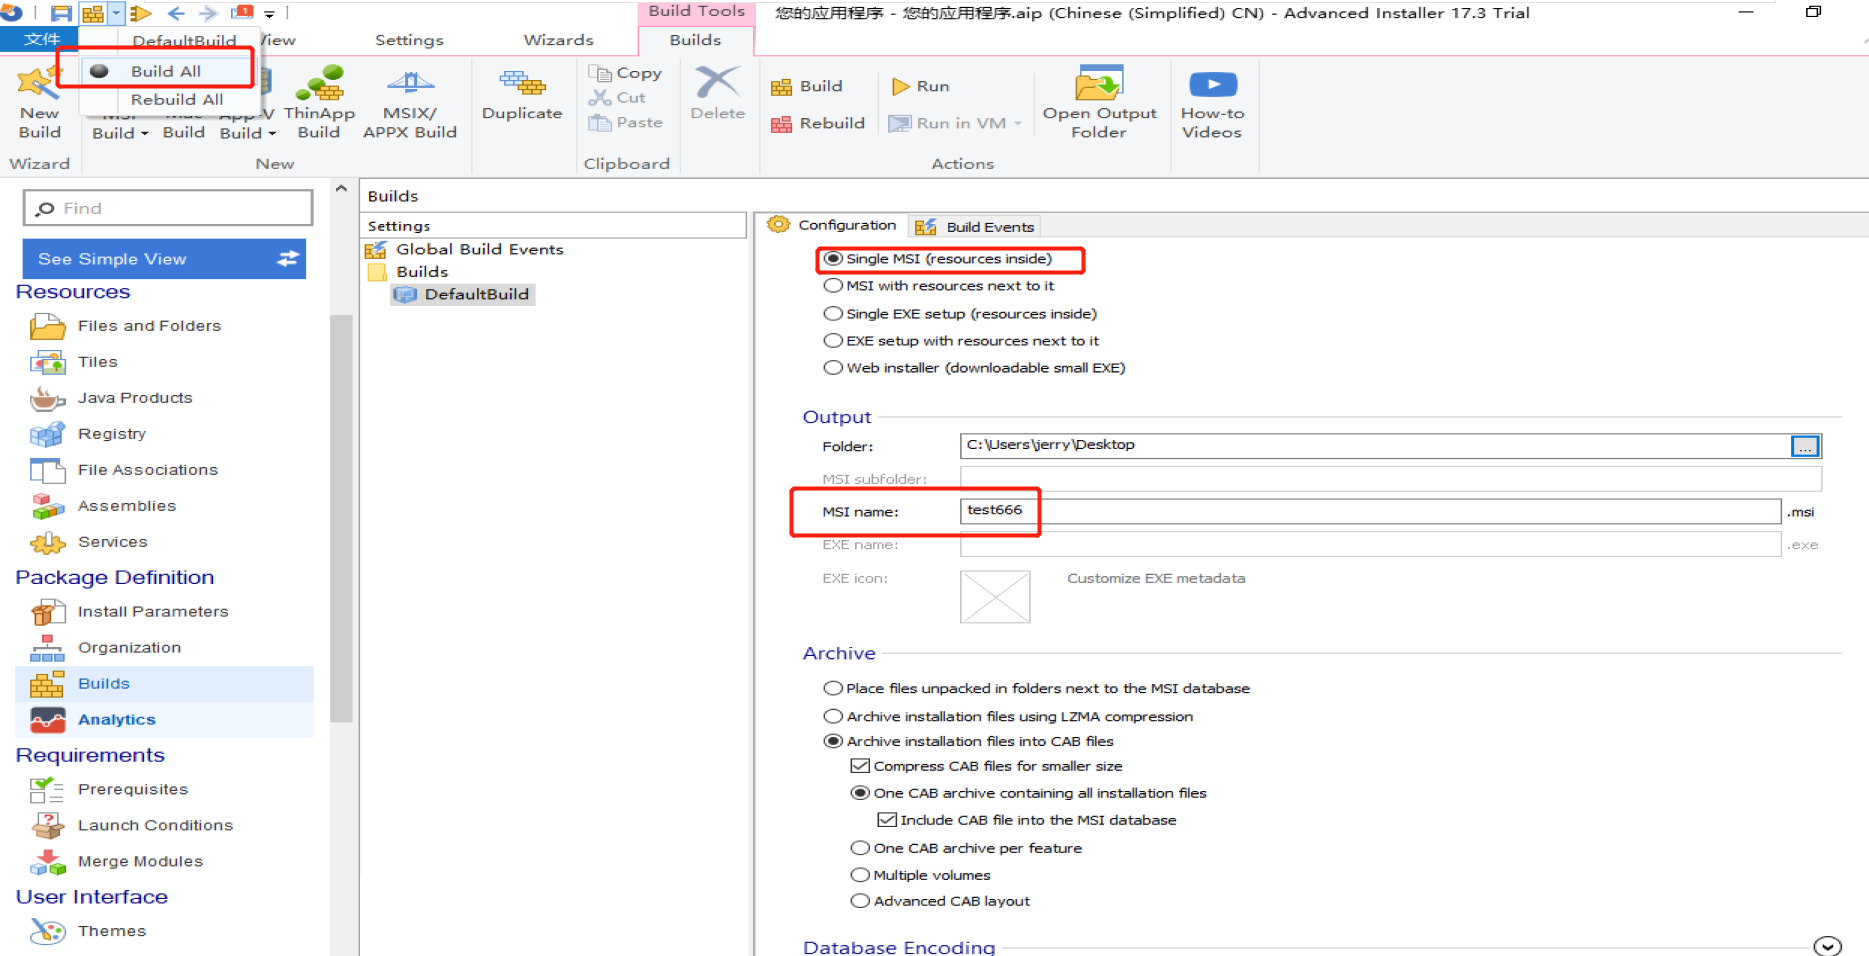 1
Build Tools
您的应用程序 - 您的应用程序.aip (Chinese (Simplified) CN) - Advanced Installer 17.3 Trial
文件
DefaultBuild
View
Settings
Wizards
Builds
Build All
Rebuild All
New
Build
MSI
Build
Mac
Build
App-V
Build
ThinApp
Build
MSIX/
APPX Build
Duplicate
Copy
Cut
Paste
Delete
Build
Rebuild
Run
Run in VM
Open Output
Folder
How-to
Videos
Wizard
New
Clipboard
Actions
Find
See Simple View
Resources
Files and Folders
Tiles
Java Products
Registry
File Associations
Assemblies
Services
Package Definition
Install Parameters
Organization
Builds
Analytics
Requirements
Prerequisites
Launch Conditions
Merge Modules
User Interface
Themes
Builds
Settings
Global Build Events
Builds
DefaultBuild
Configuration
Build Events
Single MSI (resources inside)
MSI with resources next to it
Single EXE setup (resources inside)
EXE setup with resources next to it
Web installer (downloadable small EXE)
Output
Folder:
C:\Users\jerry\Desktop
...
MSI subfolder:
MSI name:
test666
.msi
EXE name:
.exe
EXE icon:
Customize EXE metadata
Archive
Place files unpacked in folders next to the MSI database
Archive installation files using LZMA compression
Archive installation files into CAB files
Compress CAB files for smaller size
One CAB archive containing all installation files
Include CAB file into the MSI database
One CAB archive per feature
Multiple volumes
Advanced CAB layout
Database Encoding